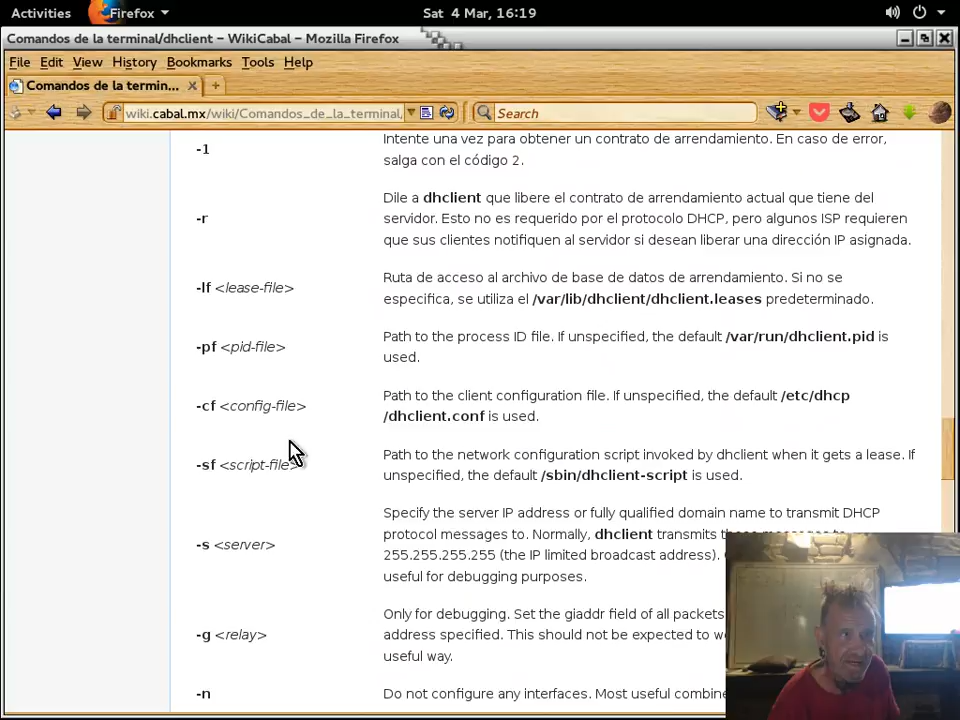 Activities Firefox Sat 4 Mar, 16:19
Comandos de la terminal/dhclient – WikiCabal – Mozilla Firefox
File Edit View History Bookmarks Tools Help
Comandos de la termin...
wiki.cabal.mx/wiki/Comandos_de_la_terminal, Search
-1
Intente una vez para obtener un contrato de arrendamiento. En caso de error,
salga con el código 2.
-r
Dile a dhclient que libere el contrato de arrendamiento actual que tiene del
servidor. Esto no es requerido por el protocolo DHCP, pero algunos ISP requieren
que sus clientes notifiquen al servidor si desean liberar una dirección IP asignada.
-lf <lease-file>
Ruta de acceso al archivo de base de datos de arrendamiento. Si no se
especifica, se utiliza el /var/lib/dhclient/dhclient.leases predeterminado.
-pf <pid-file>
Path to the process ID file. If unspecified, the default /var/run/dhclient.pid is
used.
-cf <config-file>
Path to the client configuration file. If unspecified, the default /etc/dhcp
/dhclient.conf is used.
-sf <script-file>
Path to the network configuration script invoked by dhclient when it gets a lease. If
unspecified, the default /sbin/dhclient-script is used.
-s <server>
Specify the server IP address or fully qualified domain name to transmit DHCP
protocol messages to. Normally, dhclient transmits these messages to
255.255.255.255 (the IP limited broadcast address).
useful for debugging purposes.
-g <relay>
Only for debugging. Set the giaddr field of all packets
address specified. This should not be expected to
useful way.
-n
Do not configure any interfaces. Most useful